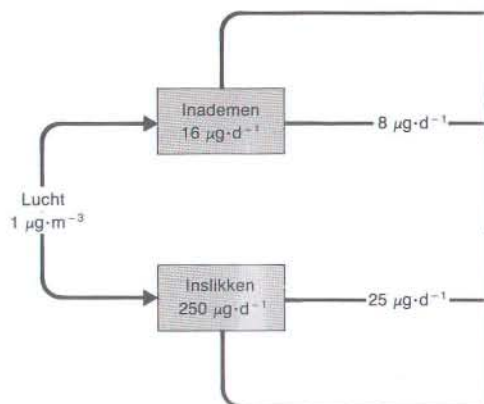 Inademen
16 µg·d⁻¹
8 µg·d⁻¹
Lucht
1 µg·m⁻³
Inslikken
250 µg·d⁻¹
25 µg·d⁻¹